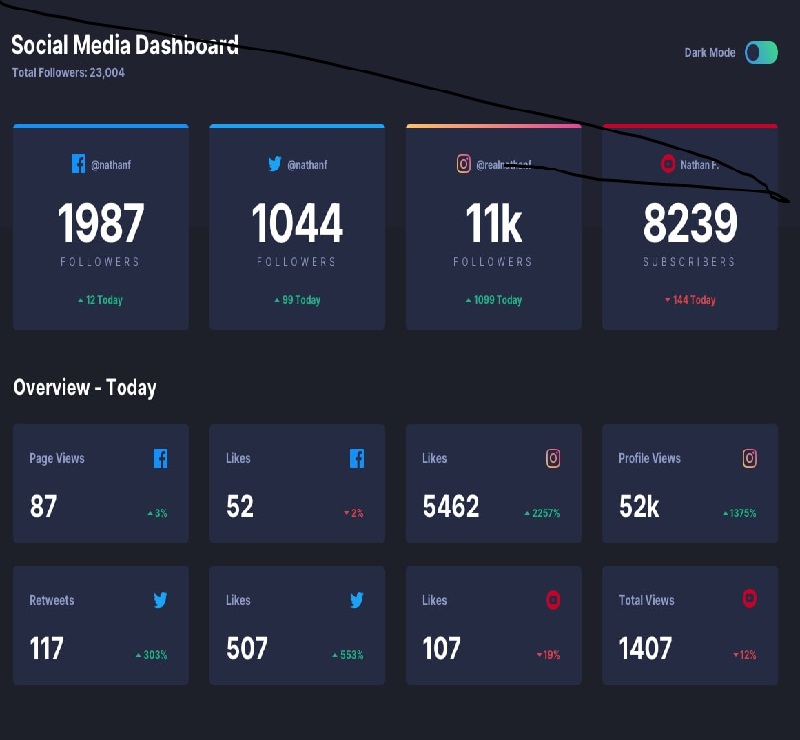 Social Media Dashboard
Dark Mode
Total Followers: 23,004
@nathanf
@nathanf
@realnathanf
Nathan F.
1987
1044
11k
8239
FOLLOWERS
FOLLOWERS
FOLLOWERS
SUBSCRIBERS
12 Today
99 Today
1099 Today
144 Today
Overview - Today
Page Views
Likes
Likes
Profile Views
87
3%
52
2%
5462
2257%
52k
1375%
Retweets
Likes
Likes
Total Views
117
303%
507
553%
107
19%
1407
12%